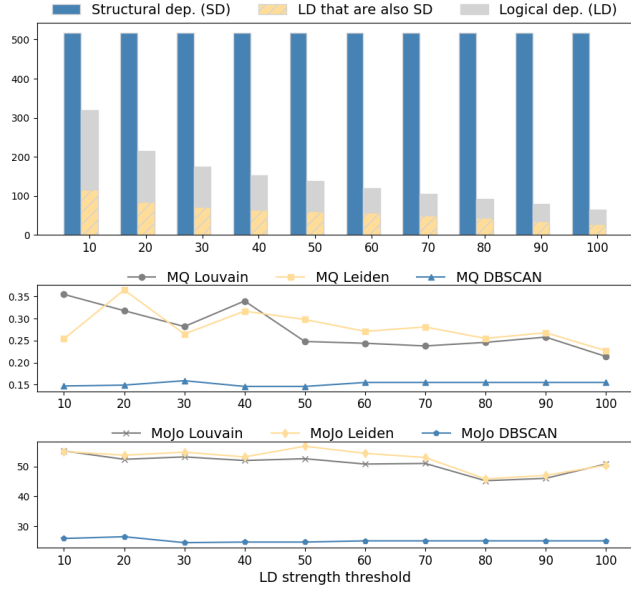 Structural dep. (SD) LD that are also SD Logical dep. (LD)
500
400
300
200
100
0
10 20 30 40 50 60 70 80 90 100
MQ Louvain MQ Leiden MQ DBSCAN
0.35
0.30
0.25
0.20
0.15
10 20 30 40 50 60 70 80 90 100
MoJo Louvain MoJo Leiden MoJo DBSCAN
50
30
10 20 30 40 50 60 70 80 90 100
LD strength threshold